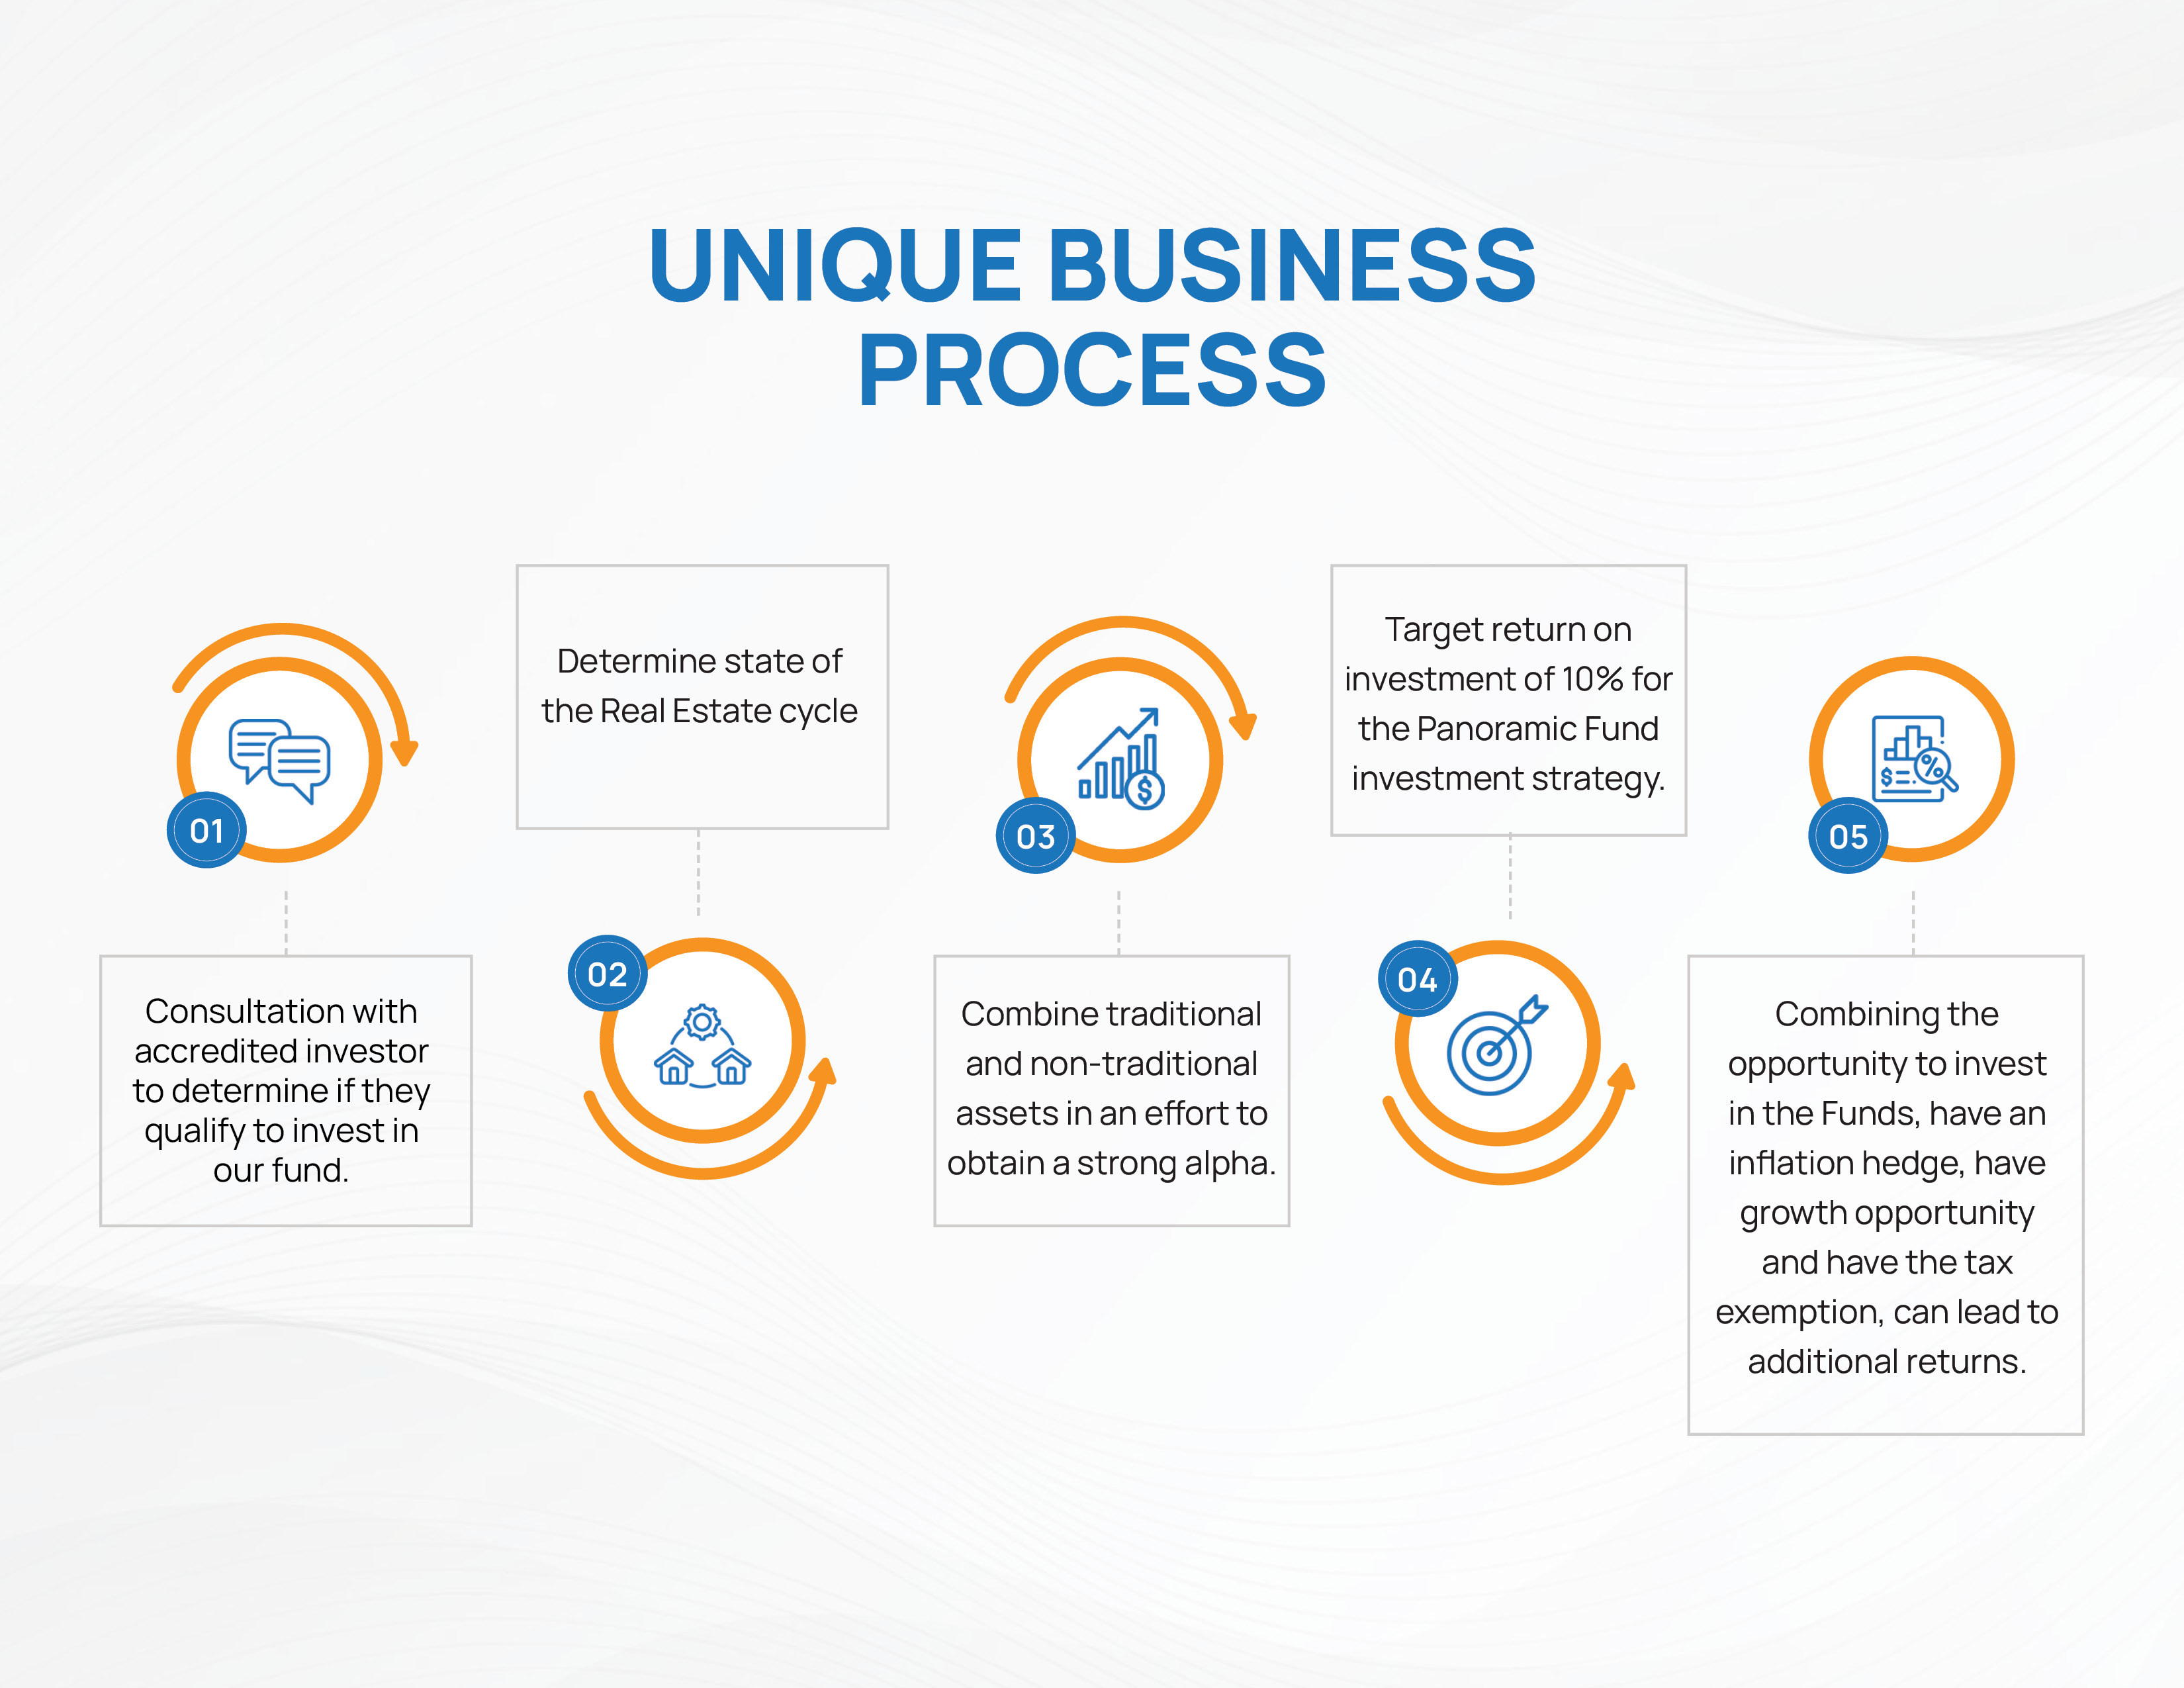 UNIQUE BUSINESS
PROCESS
01
Consultation with
accredited investor
to determine if they
qualify to invest in
our fund.
Determine state of
the Real Estate cycle
02
03
Combine traditional
and non-traditional
assets in an effort to
obtain a strong alpha.
Target return on
investment of 10% for
the Panoramic Fund
investment strategy.
04
05
Combining the
opportunity to invest
in the Funds, have an
inflation hedge, have
growth opportunity
and have the tax
exemption, can lead to
additional returns.